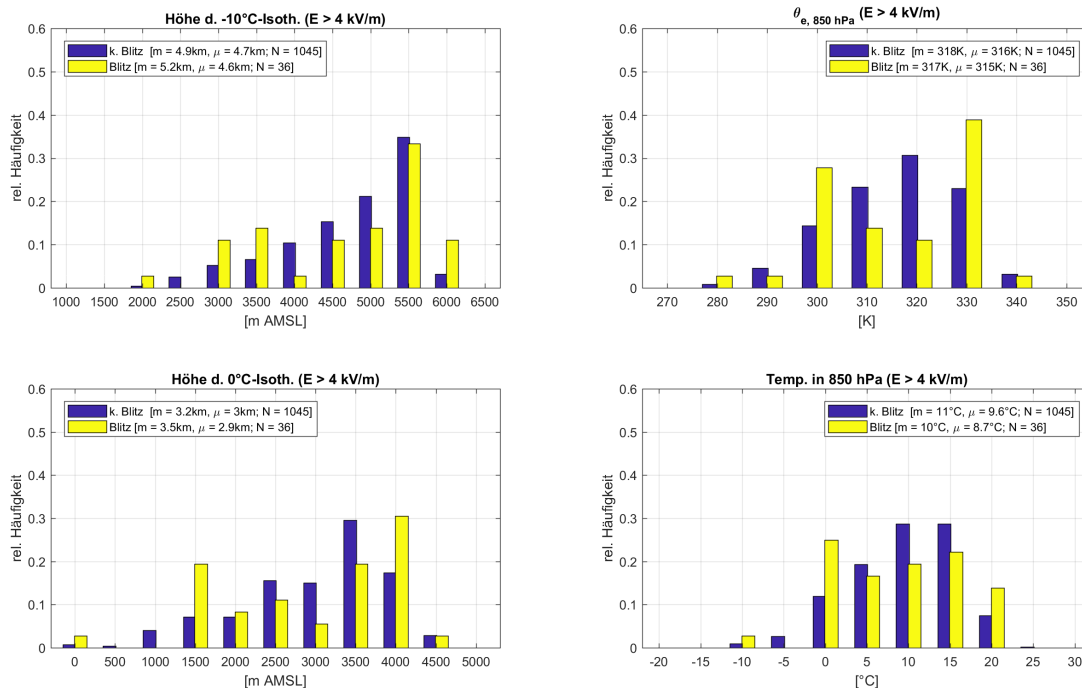 Höhe d. -10°C-Isoth. (E > 4 kV/m)
k. Blitz [m = 4.9km, μ = 4.7km; N = 1045]
Blitz [m = 5.2km, μ = 4.6km; N = 36]
rel. Häufigkeit
0.6
0.5
0.4
0.3
0.2
0.1
0
1000 1500 2000 2500 3000 3500 4000 4500 5000 5500 6000 6500
[m AMSL]
θe, 850 hPa (E > 4 kV/m)
k. Blitz [m = 318K, μ = 316K; N = 1045]
Blitz [m = 317K, μ = 315K; N = 36]
rel. Häufigkeit
0.6
0.5
0.4
0.3
0.2
0.1
0
270 280 290 300 310 320 330 340 350
[K]
Höhe d. 0°C-Isoth. (E > 4 kV/m)
k. Blitz [m = 3.2km, μ = 3km; N = 1045]
Blitz [m = 3.5km, μ = 2.9km; N = 36]
rel. Häufigkeit
0.6
0.5
0.4
0.3
0.2
0.1
0
0 500 1000 1500 2000 2500 3000 3500 4000 4500 5000
[m AMSL]
Temp. in 850 hPa (E > 4 kV/m)
k. Blitz [m = 11°C, μ = 9.6°C; N = 1045]
Blitz [m = 10°C, μ = 8.7°C; N = 36]
rel. Häufigkeit
0.6
0.5
0.4
0.3
0.2
0.1
0
-20 -15 -10 -5 0 5 10 15 20 25 30
[°C]